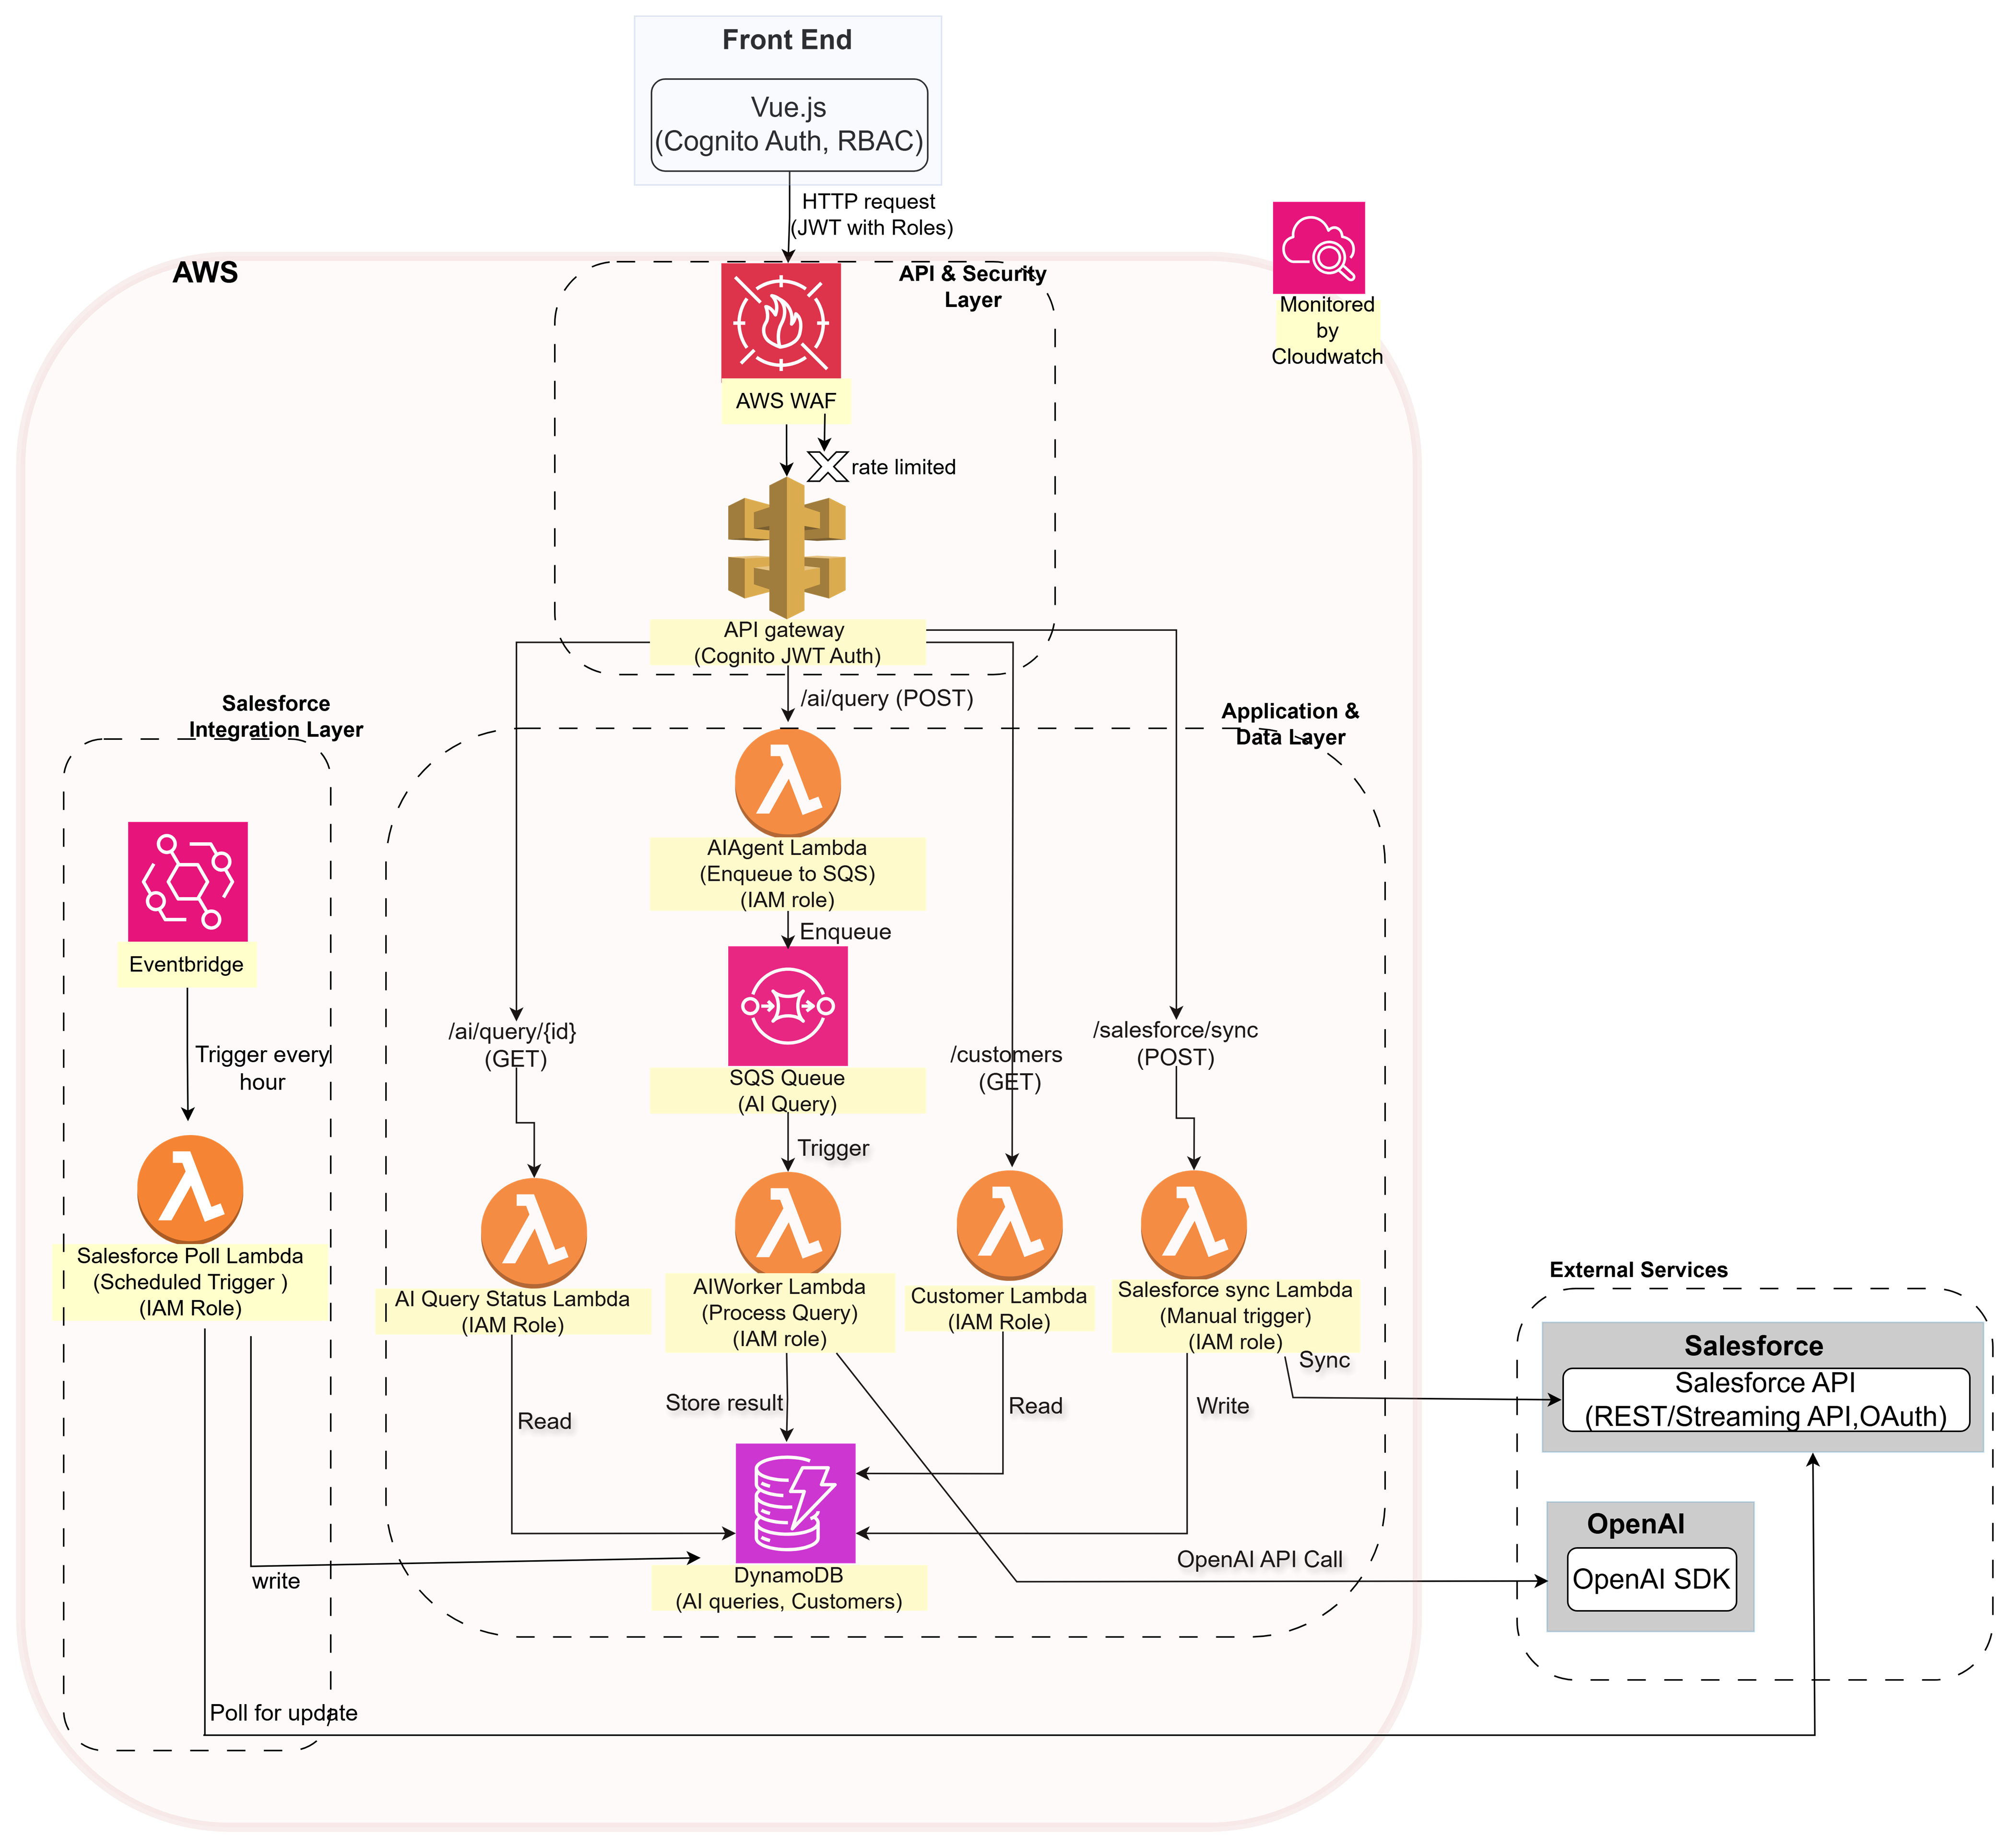 Front End
Vue.js
(Cognito Auth, RBAC)
HTTP request
(JWT with Roles)
AWS
API & Security
Layer
Monitored
by
Cloudwatch
AWS WAF
rate limited
API gateway
(Cognito JWT Auth)
/ai/query (POST)
Salesforce
Integration Layer
Application &
Data Layer
AIAgent Lambda
(Enqueue to SQS)
(IAM role)
Enqueue
Eventbridge
Trigger every
hour
/ai/query/{id}
(GET)
SQS Queue
(AI Query)
/customers
(GET)
/salesforce/sync
(POST)
Trigger
Salesforce Poll Lambda
(Scheduled Trigger )
(IAM Role)
AI Query Status Lambda
(IAM Role)
AIWorker Lambda
(Process Query)
(IAM role)
Customer Lambda
(IAM Role)
Salesforce sync Lambda
(Manual trigger)
(IAM role)
Sync
External Services
Salesforce
Salesforce API
(REST/Streaming API,OAuth)
Read
Store result
Read
Write
OpenAI
OpenAI SDK
OpenAI API Call
write
DynamoDB
(AI queries, Customers)
Poll for update